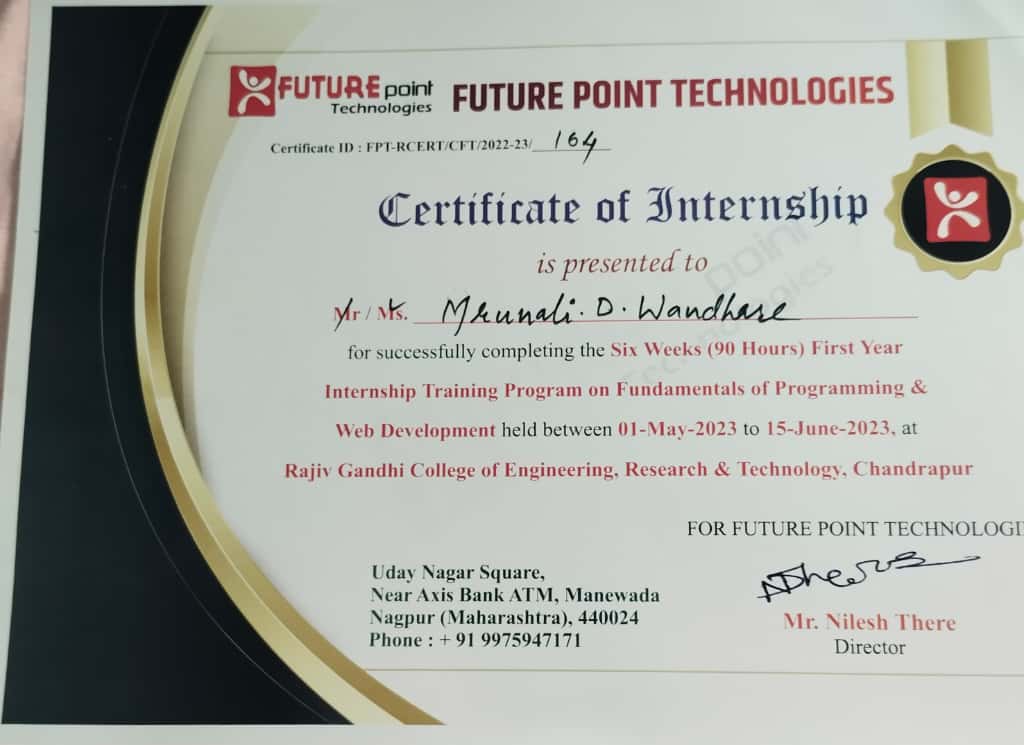 FUTURE point
Technologies
FUTURE POINT TECHNOLOGIES
Certificate ID : FPT-RCERT/CFT/2022-23/ 164
Certificate of Internship
is presented to
Mr / Ms. Mrunali. D. Wandhare
for successfully completing the Six Weeks (90 Hours) First Year
Internship Training Program on Fundamentals of Programming &
Web Development held between 01-May-2023 to 15-June-2023, at
Rajiv Gandhi College of Engineering, Research & Technology, Chandrapur
FOR FUTURE POINT TECHNOLOGI
Uday Nagar Square,
Near Axis Bank ATM, Manewada
Nagpur (Maharashtra), 440024
Phone : + 91 9975947171
Mr. Nilesh There
Director